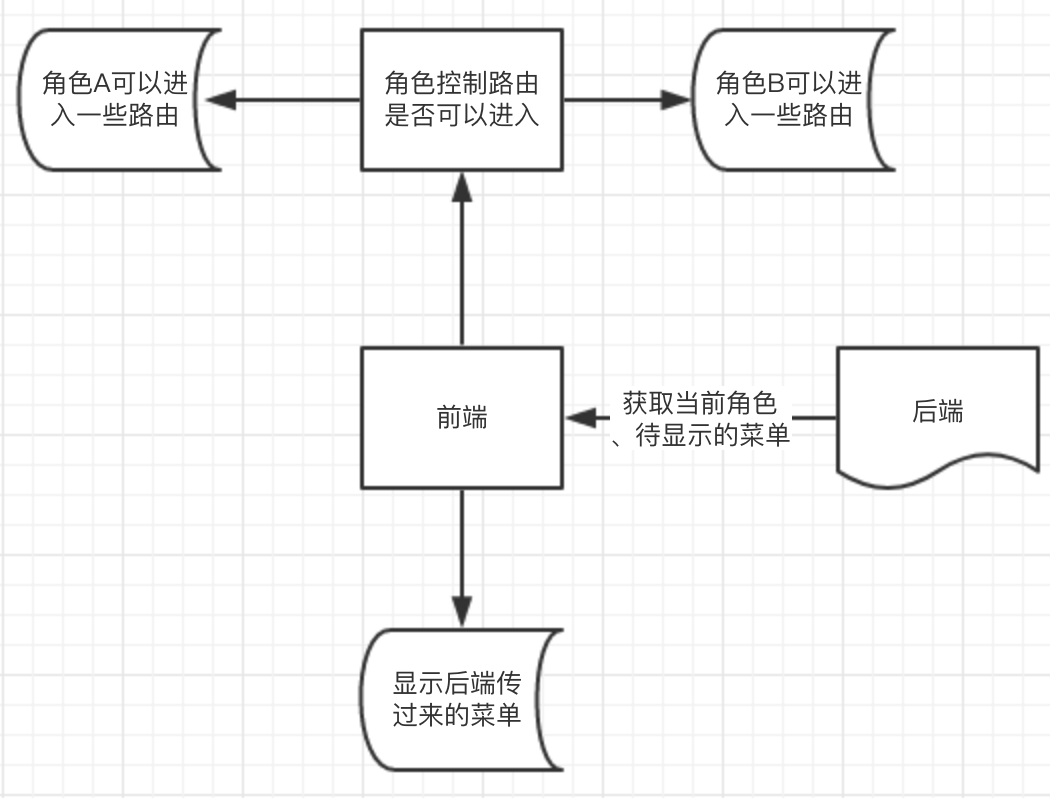 角色A可以进
入一些路由
角色控制路由
是否可以进入
角色B可以进
入一些路由
前端
获取当前角色
、待显示的菜单
后端
显示后端传
过来的菜单